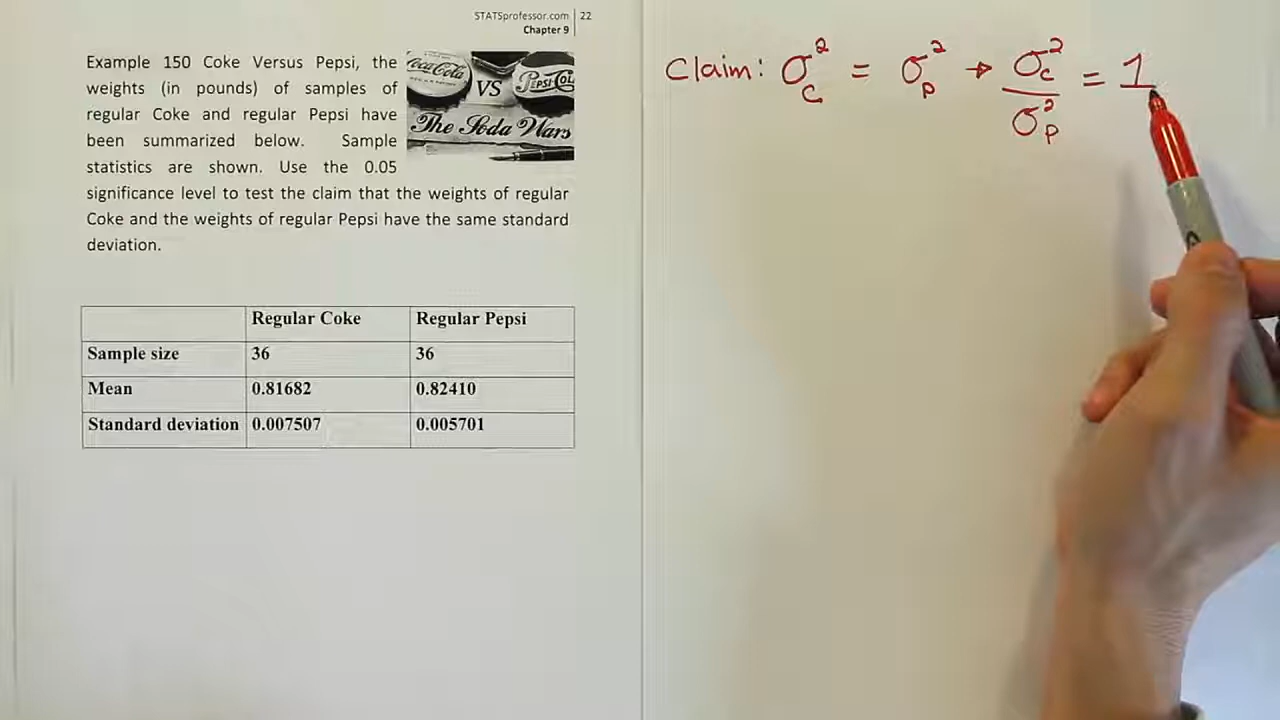 STATSprofessor.com 22
Chapter 9
Example 150 Coke Versus Pepsi, the
weights (in pounds) of samples of
regular Coke and regular Pepsi have
been summarized below. Sample
statistics are shown. Use the 0.05
significance level to test the claim that the weights of regular
Coke and the weights of regular Pepsi have the same standard
deviation.
Coca-Cola
VS
PEPSI-COLA
The Soda Wars
Regular Coke Regular Pepsi
Sample size 36 36
Mean 0.81682 0.82410
Standard deviation 0.007507 0.005701
Claim: σ²_C = σ²_P → σ²_C / σ²_P = 1